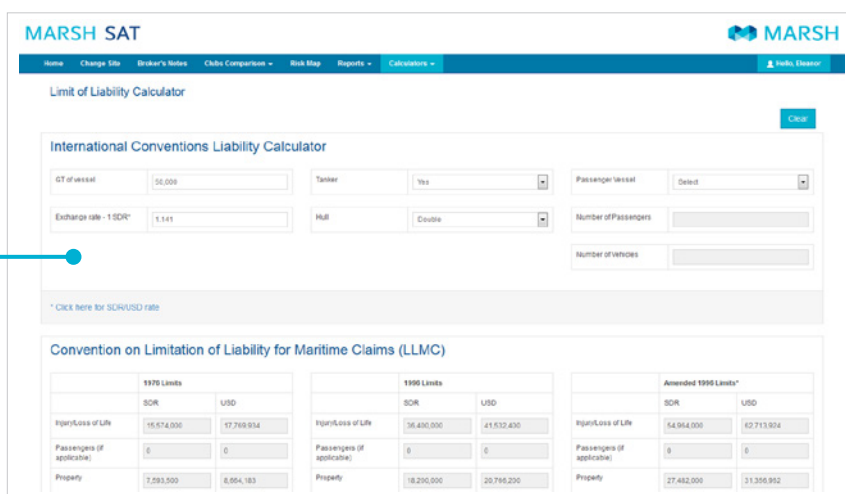 MARSH SAT
MARSH
Home Change Site Broker's Notes Clubs Comparison Risk Map Reports Calculators Hello, Eleanor
Limit of Liability Calculator
Clear
International Conventions Liability Calculator
GT of vessel 50,000 Tanker Yes Passenger Vessel Select
Exchange rate - 1 SDR* 1.141 Hull Double Number of Passengers
Number of Vehicles
* Click here for SDR/USD rate
Convention on Limitation of Liability for Maritime Claims (LLMC)
1976 Limits 1996 Limits Amended 1996 Limits*
SDR USD SDR USD SDR USD
Injury/Loss of Life 15,574,000 17,769,934 Injury/Loss of Life 36,400,000 41,532,400 Injury/Loss of Life 54,964,000 62,713,924
Passengers (if applicable) 0 0 Passengers (if applicable) 0 0 Passengers (if applicable) 0 0
Property 7,593,500 8,664,183 Property 18,200,000 20,766,200 Property 27,482,000 31,356,962